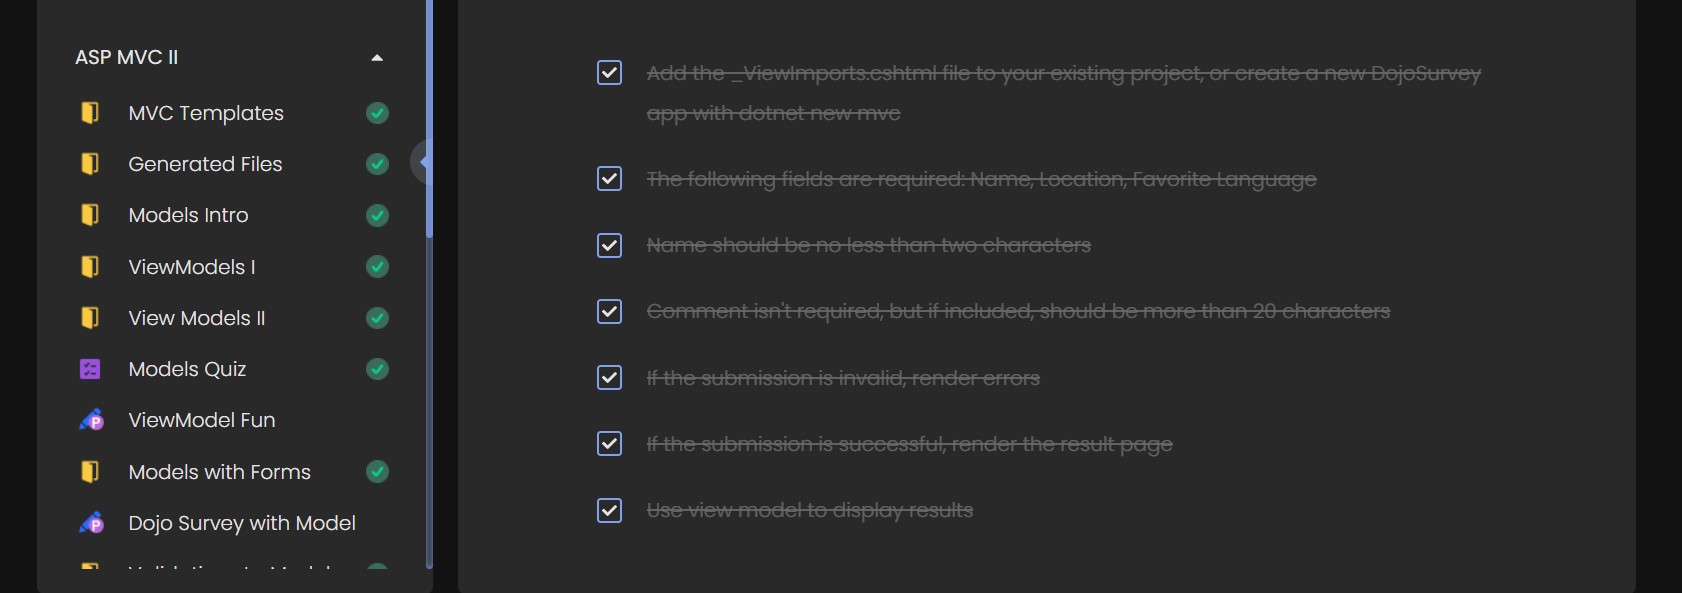 ASP MVC II
MVC Templates
Generated Files
Models Intro
ViewModels I
View Models II
Models Quiz
ViewModel Fun
Models with Forms
Dojo Survey with Model
Add the _ViewImports.cshtml file to your existing project, or create a new DojoSurvey
app with dotnet new mvc
The following fields are required: Name, Location, Favorite Language
Name should be no less than two characters
Comment isn't required, but if included, should be more than 20 characters
If the submission is invalid, render errors
If the submission is successful, render the result page
Use view model to display results